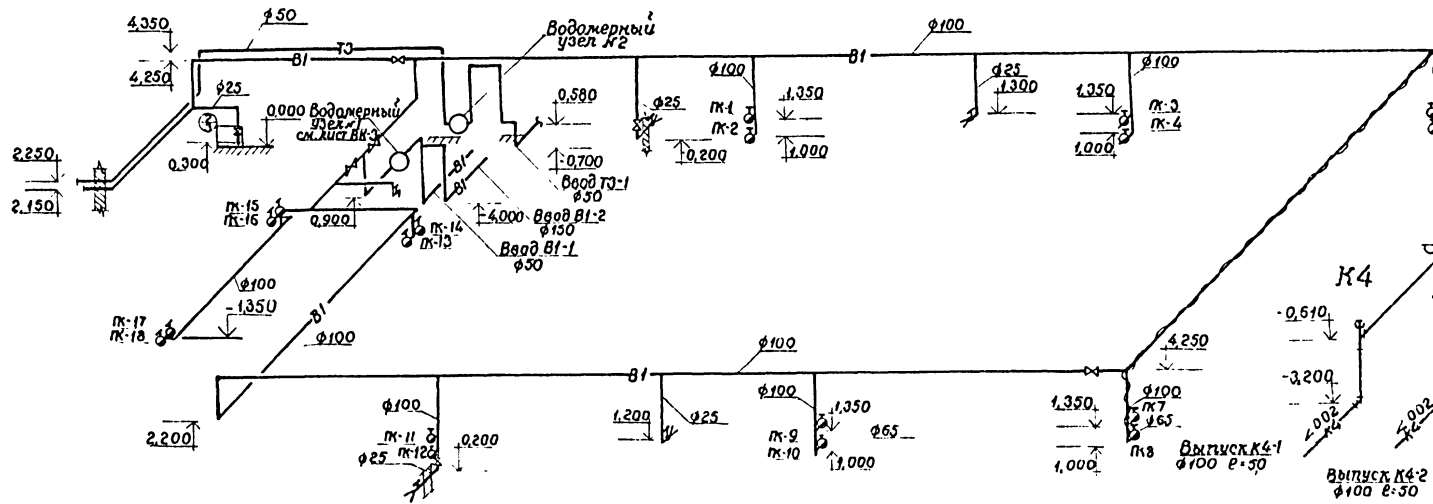 4,350
ф50
Т3
4,250
В1
ф25
0,300
0,000 Водомерный
узел №1
см.лист ВК-3
Водомерный
узел №2
2,250
2,150
0,580
-0,700
Ввод Т3-1
ф50
В1
В1
-4,000
Ввод В1-2
ф150
Ввод В1-1
ф50
0,900
ф25
-0,200
ф100
ПК-1
ПК-2
1,350
1,000
В1
ф100
ф25
1,300
ф100
1,350
1,000
ПК-3
ПК-4
ПК-15
ПК-16
ПК-14
ПК-13
ф100
-1,350
ПК-17
ПК-18
В1
ф100
2,200
В1
ф100
ф100
ПК-11
ПК-12
0,200
ф25
1,200
ф25
ф100
ПК-9
ПК-10
1,350
1,000
ф65
4,250
ф100
ПК7
ф65
ПК8
1,350
1,000
К4
-0,610
-3,200
<.002
К4
<.002
К4
Выпуск К4-1
ф100 ℓ=50,
Выпуск К4-2
ф100 ℓ=50